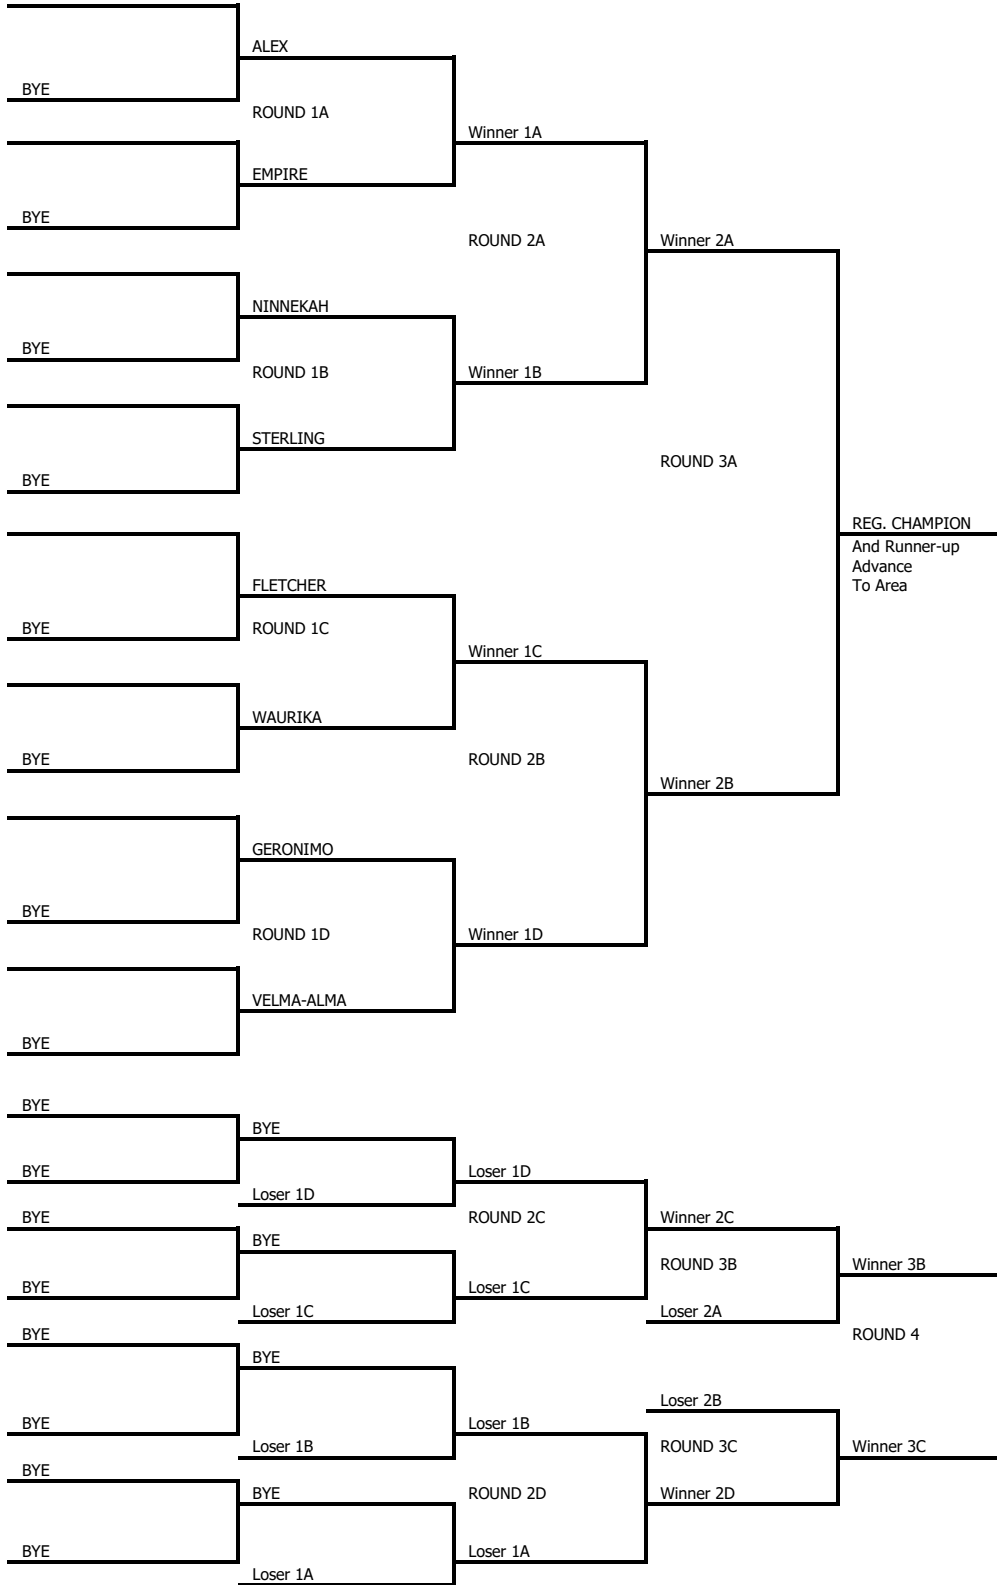 ALEX
BYE
ROUND 1A
Winner 1A
EMPIRE
BYE
ROUND 2A
Winner 2A
NINNEKAH
BYE
ROUND 1B
Winner 1B
STERLING
ROUND 3A
BYE
REG. CHAMPION
And Runner-up
Advance
To Area
FLETCHER
BYE
ROUND 1C
Winner 1C
WAURIKA
BYE
ROUND 2B
Winner 2B
GERONIMO
BYE
ROUND 1D
Winner 1D
VELMA-ALMA
BYE
BYE
BYE
BYE
Loser 1D
Loser 1D
BYE
ROUND 2C
Winner 2C
BYE
ROUND 3B
Winner 3B
BYE
Loser 1C
Loser 1C
Loser 2A
BYE
ROUND 4
BYE
Loser 2B
BYE
Loser 1B
Loser 1B
ROUND 3C
Winner 3C
BYE
BYE
ROUND 2D
Winner 2D
BYE
Loser 1A
Loser 1A